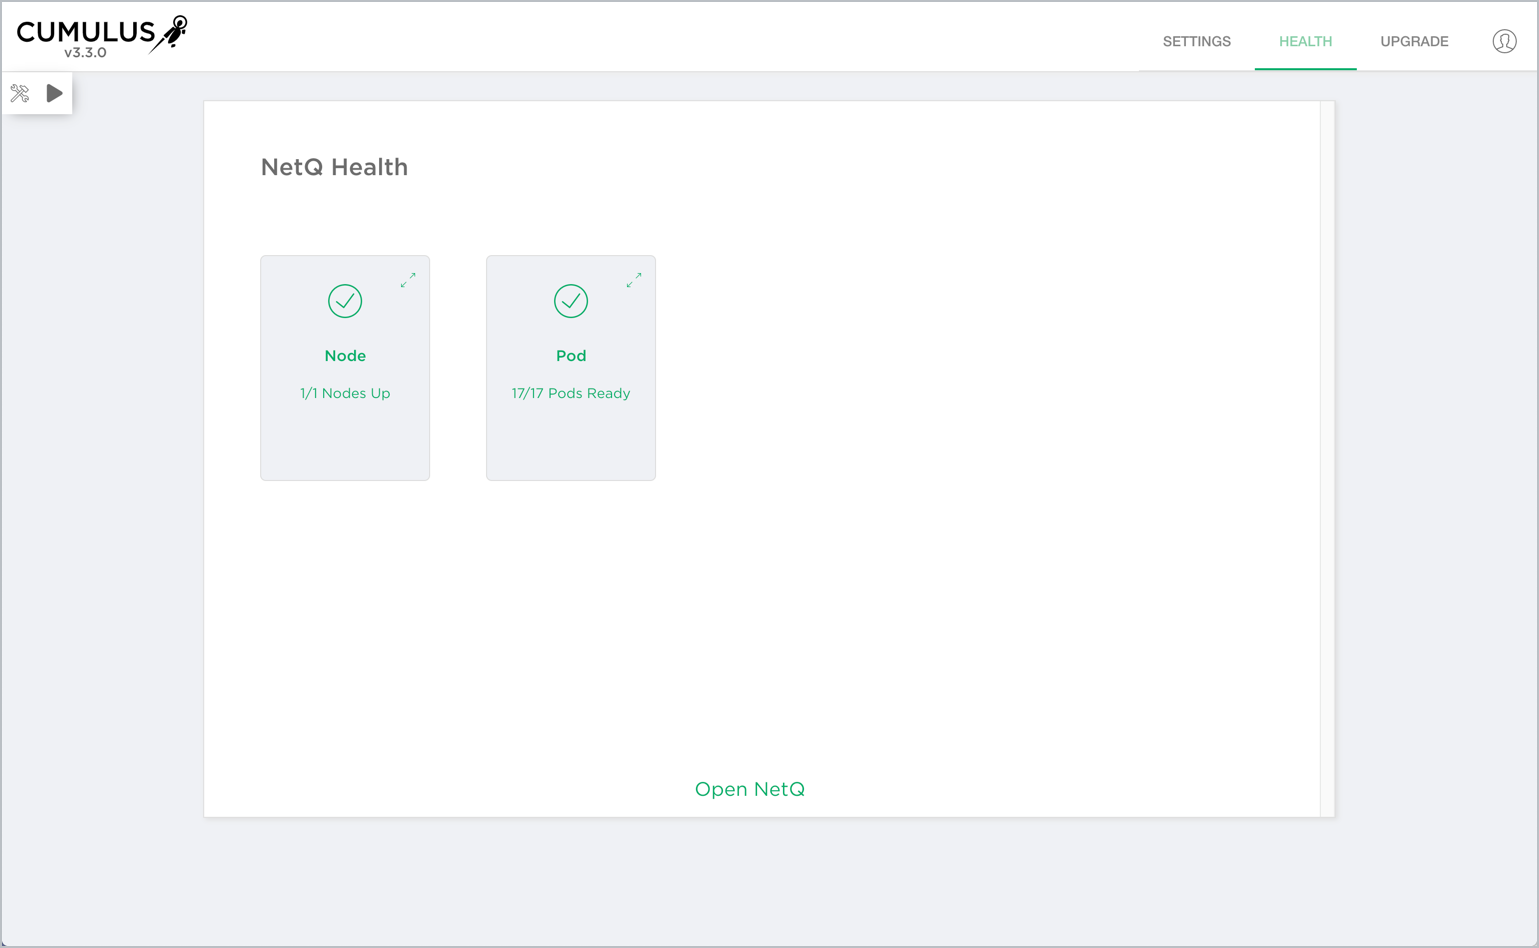 CUMULUS
v3.3.0
SETTINGS
HEALTH
UPGRADE
NetQ Health
Node
1/1 Nodes Up
Pod
17/17 Pods Ready
Open NetQ